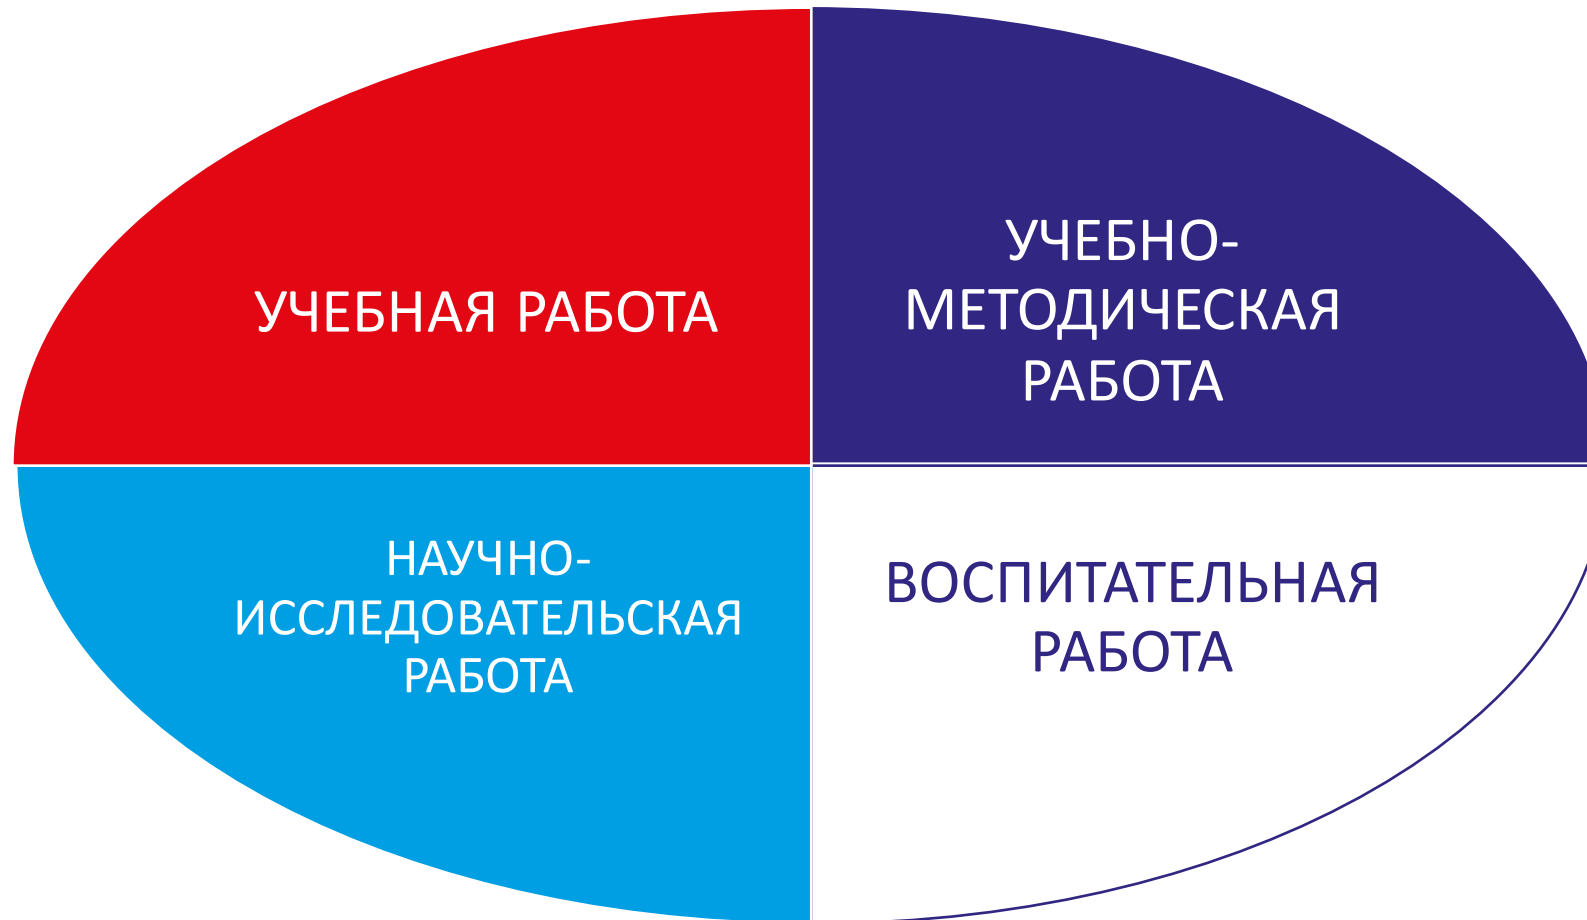 УЧЕБНАЯ РАБОТА
УЧЕБНО-
МЕТОДИЧЕСКАЯ
РАБОТА
НАУЧНО-
ИССЛЕДОВАТЕЛЬСКАЯ
РАБОТА
ВОСПИТАТЕЛЬНАЯ
РАБОТА